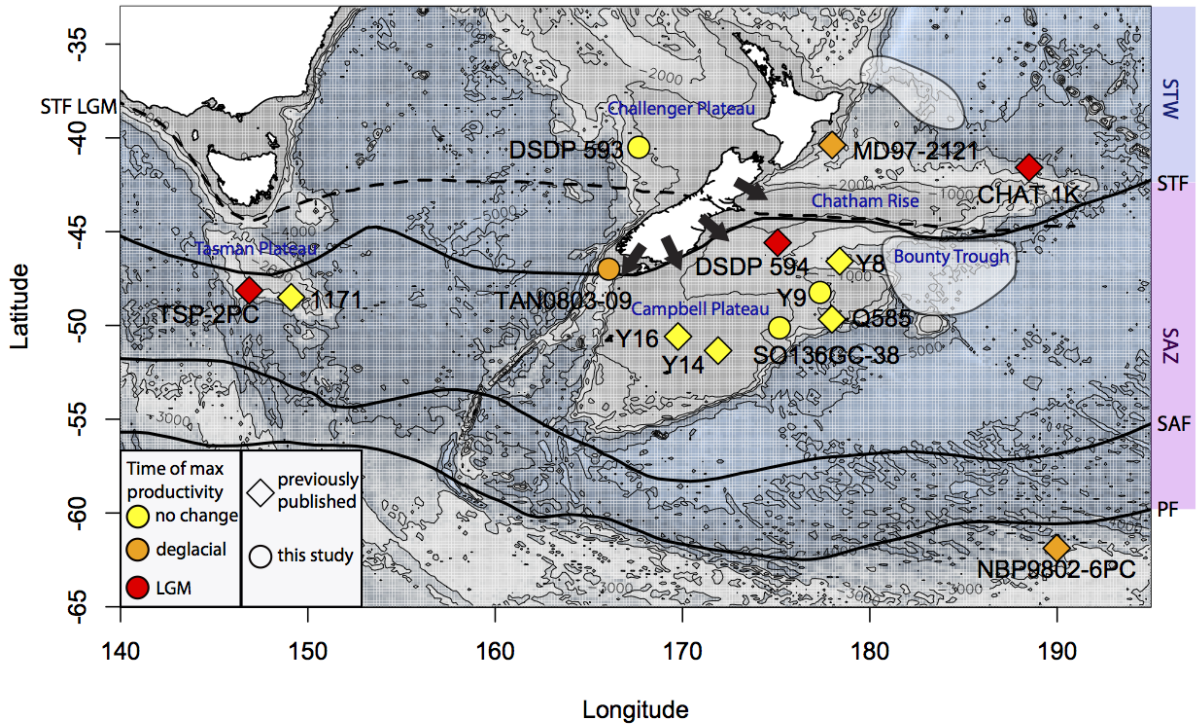 -35
STF LGM
-40
-45
-50
-55
-60
-65
Latitude
2000
Challenger Plateau
DSDP 593
MD97-2121
CHAT 1K
2000
1000
Chatham Rise
5000
4000
Tasman Plateau
TSP-2PC
1171
TAN0803-09
DSDP 594
Y8
Bounty Trough
Y9
Campbell Plateau
Q585
Y16
Y14
SO136GC-38
5000
3000
NBP9802-6PC
3000
3000
STW
STF
SAZ
SAF
PF
Time of max
productivity
no change
deglacial
LGM
previously
published
this study
140
150
160
170
180
190
Longitude